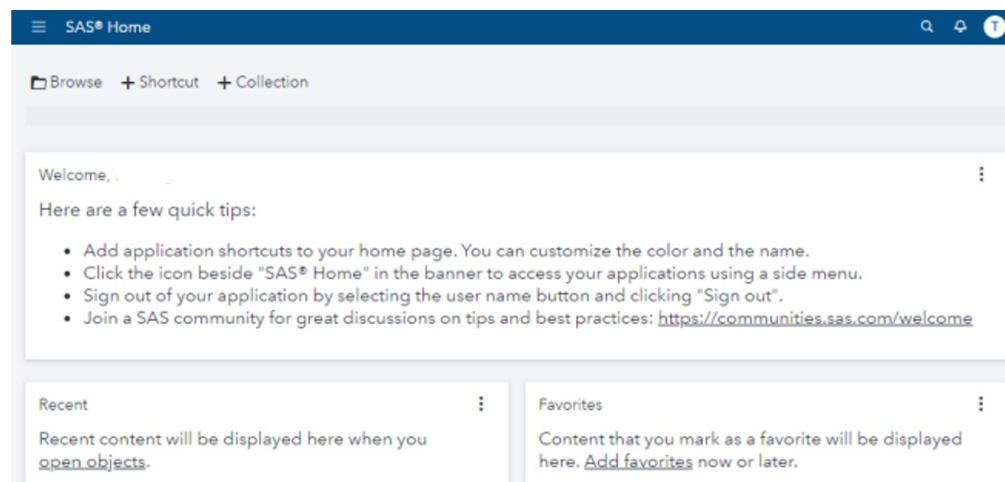 SAS® Home
T
Browse + Shortcut + Collection
Welcome,
Here are a few quick tips:
• Add application shortcuts to your home page. You can customize the color and the name.
• Click the icon beside "SAS® Home" in the banner to access your applications using a side menu.
• Sign out of your application by selecting the user name button and clicking "Sign out".
• Join a SAS community for great discussions on tips and best practices: https://communities.sas.com/welcome
Recent
Recent content will be displayed here when you
open objects.
Favorites
Content that you mark as a favorite will be displayed
here. Add favorites now or later.